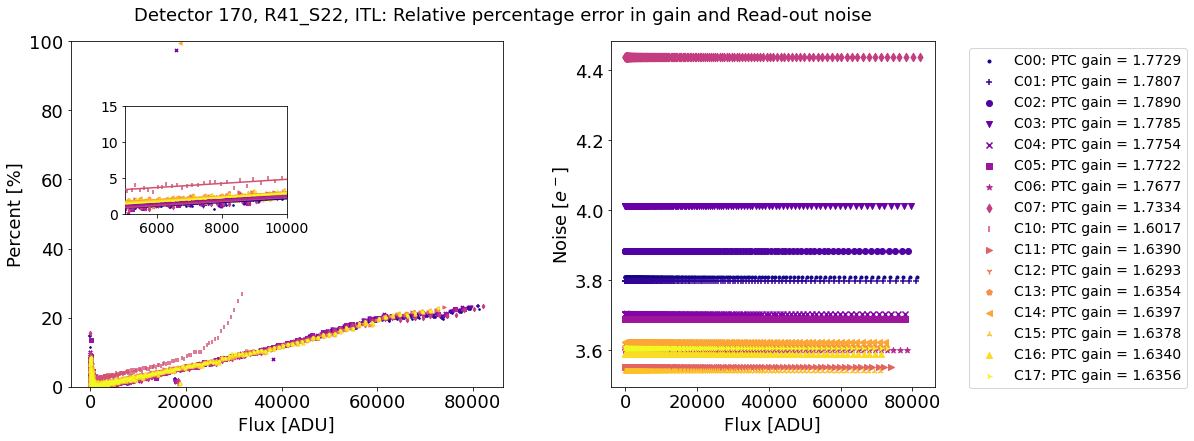 Detector 170, R41_S22, ITL: Relative percentage error in gain and Read-out noise
Percent [%]
100
80
60
40
20
0
15
10
5
0
6000 8000 10000
0 20000 40000 60000 80000
Flux [ADU]
Noise [e⁻]
4.4
4.2
4.0
3.8
3.6
0 20000 40000 60000 80000
Flux [ADU]
C00: PTC gain = 1.7729
C01: PTC gain = 1.7807
C02: PTC gain = 1.7890
C03: PTC gain = 1.7785
C04: PTC gain = 1.7754
C05: PTC gain = 1.7722
C06: PTC gain = 1.7677
C07: PTC gain = 1.7334
C10: PTC gain = 1.6017
C11: PTC gain = 1.6390
C12: PTC gain = 1.6293
C13: PTC gain = 1.6354
C14: PTC gain = 1.6397
C15: PTC gain = 1.6378
C16: PTC gain = 1.6340
C17: PTC gain = 1.6356